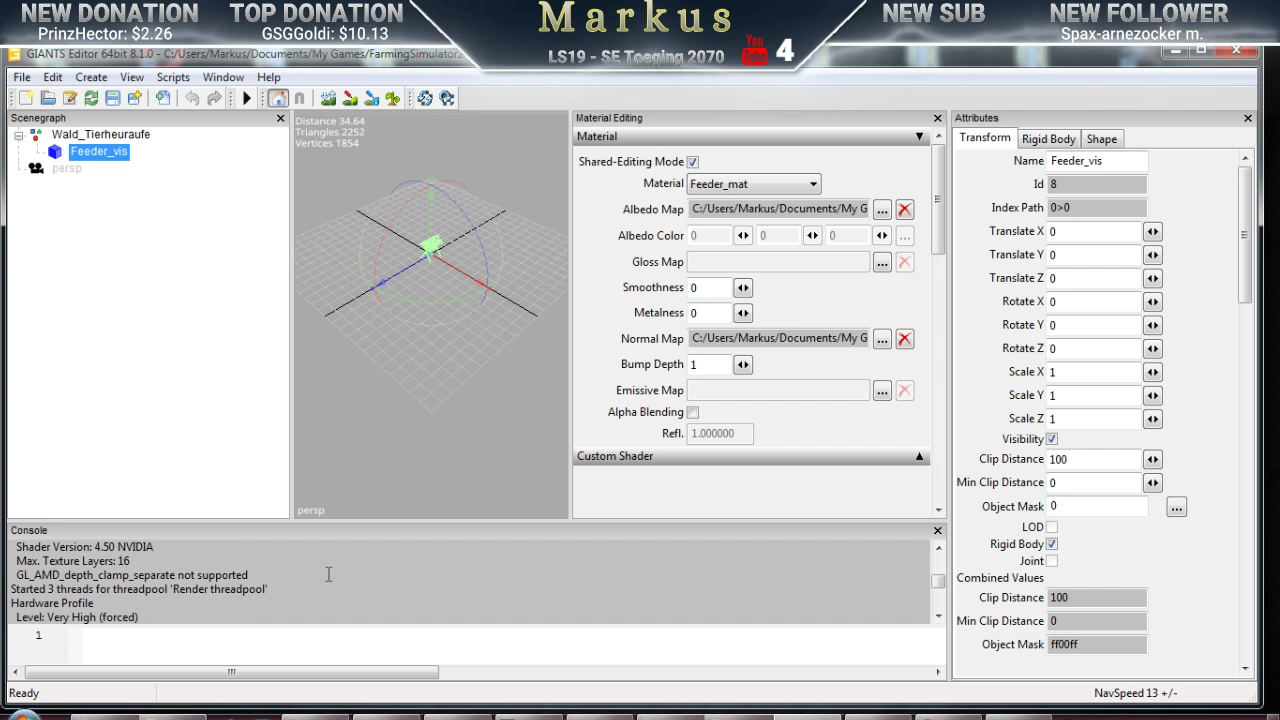 NEW DONATION
PrinzHector: $2.26
TOP DONATION
GSGGoldi: $10.13
Markus
LS19 - SE Toeging 2070
You
Tube
4
NEW SUB
NEW FOLLOWER
Spax-arnezocker m.
GIANTS Editor 64bit 8.1.0 - C:/Users/Markus/Documents/My Games/FarmingSimulator2
File Edit Create View Scripts Window Help
Scenegraph
Wald_Tierheuraufe
Feeder_vis
persp
Distance 34.64
Triangles 2252
Vertices 1854
persp
Material Editing
Material
Shared-Editing Mode
Material Feeder_mat
Albedo Map C:/Users/Markus/Documents/My G ...
Albedo Color 0 0 0 ...
Gloss Map ...
Smoothness 0
Metalness 0
Normal Map C:/Users/Markus/Documents/My G ...
Bump Depth 1
Emissive Map ...
Alpha Blending
Refl. 1.000000
Custom Shader
Attributes
Transform Rigid Body Shape
Name Feeder_vis
Id 8
Index Path 0>0
Translate X 0
Translate Y 0
Translate Z 0
Rotate X 0
Rotate Y 0
Rotate Z 0
Scale X 1
Scale Y 1
Scale Z 1
Visibility
Clip Distance 100
Min Clip Distance 0
Object Mask 0 ...
LOD
Rigid Body
Joint
Combined Values
Clip Distance 100
Min Clip Distance 0
Object Mask ff00ff
Console
Shader Version: 4.50 NVIDIA
Max. Texture Layers: 16
GL_AMD_depth_clamp_separate not supported
Started 3 threads for threadpool 'Render threadpool'
Hardware Profile
Level: Very High (forced)
1
Ready
NavSpeed 13 +/-